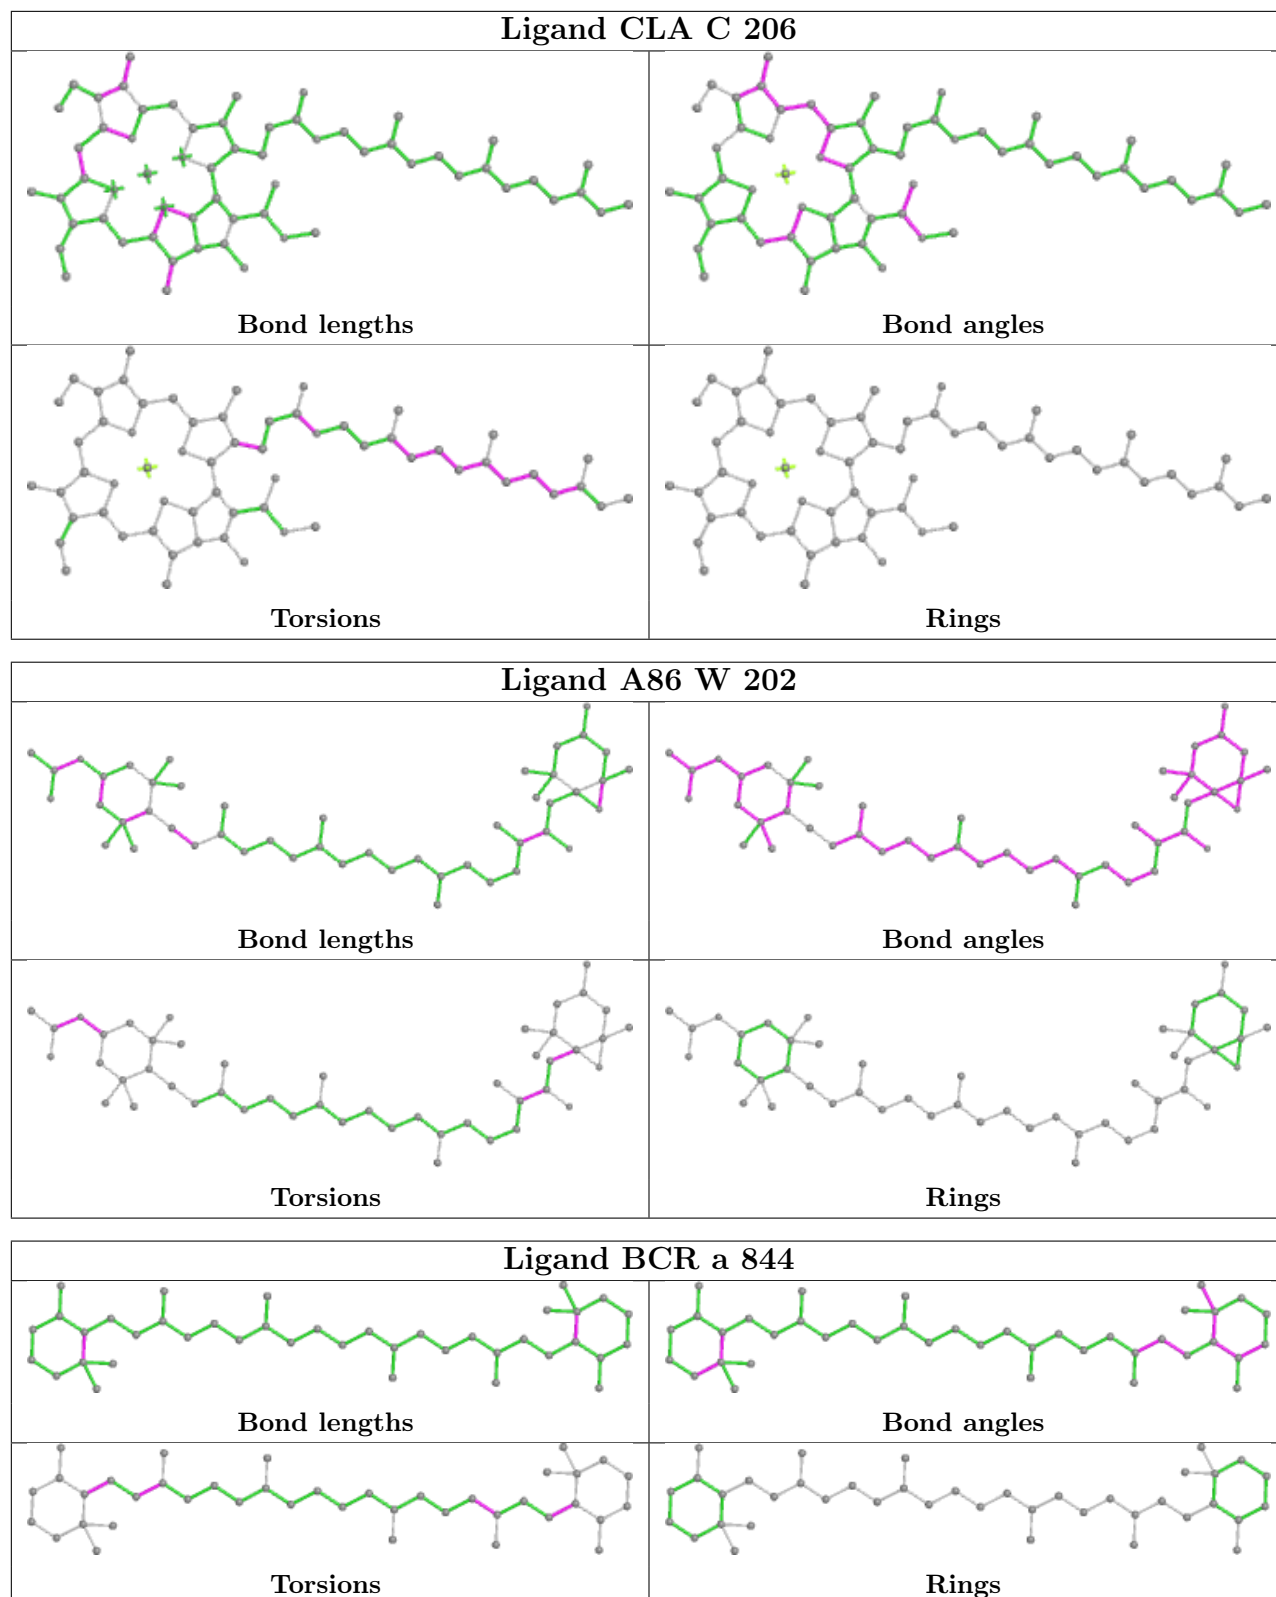 Ligand CLA C 206
Bond lengths
Bond angles
Torsions
Rings
Ligand A86 W 202
Bond lengths
Bond angles
Torsions
Rings
Ligand BCR a 844
Bond lengths
Bond angles
Torsions
Rings